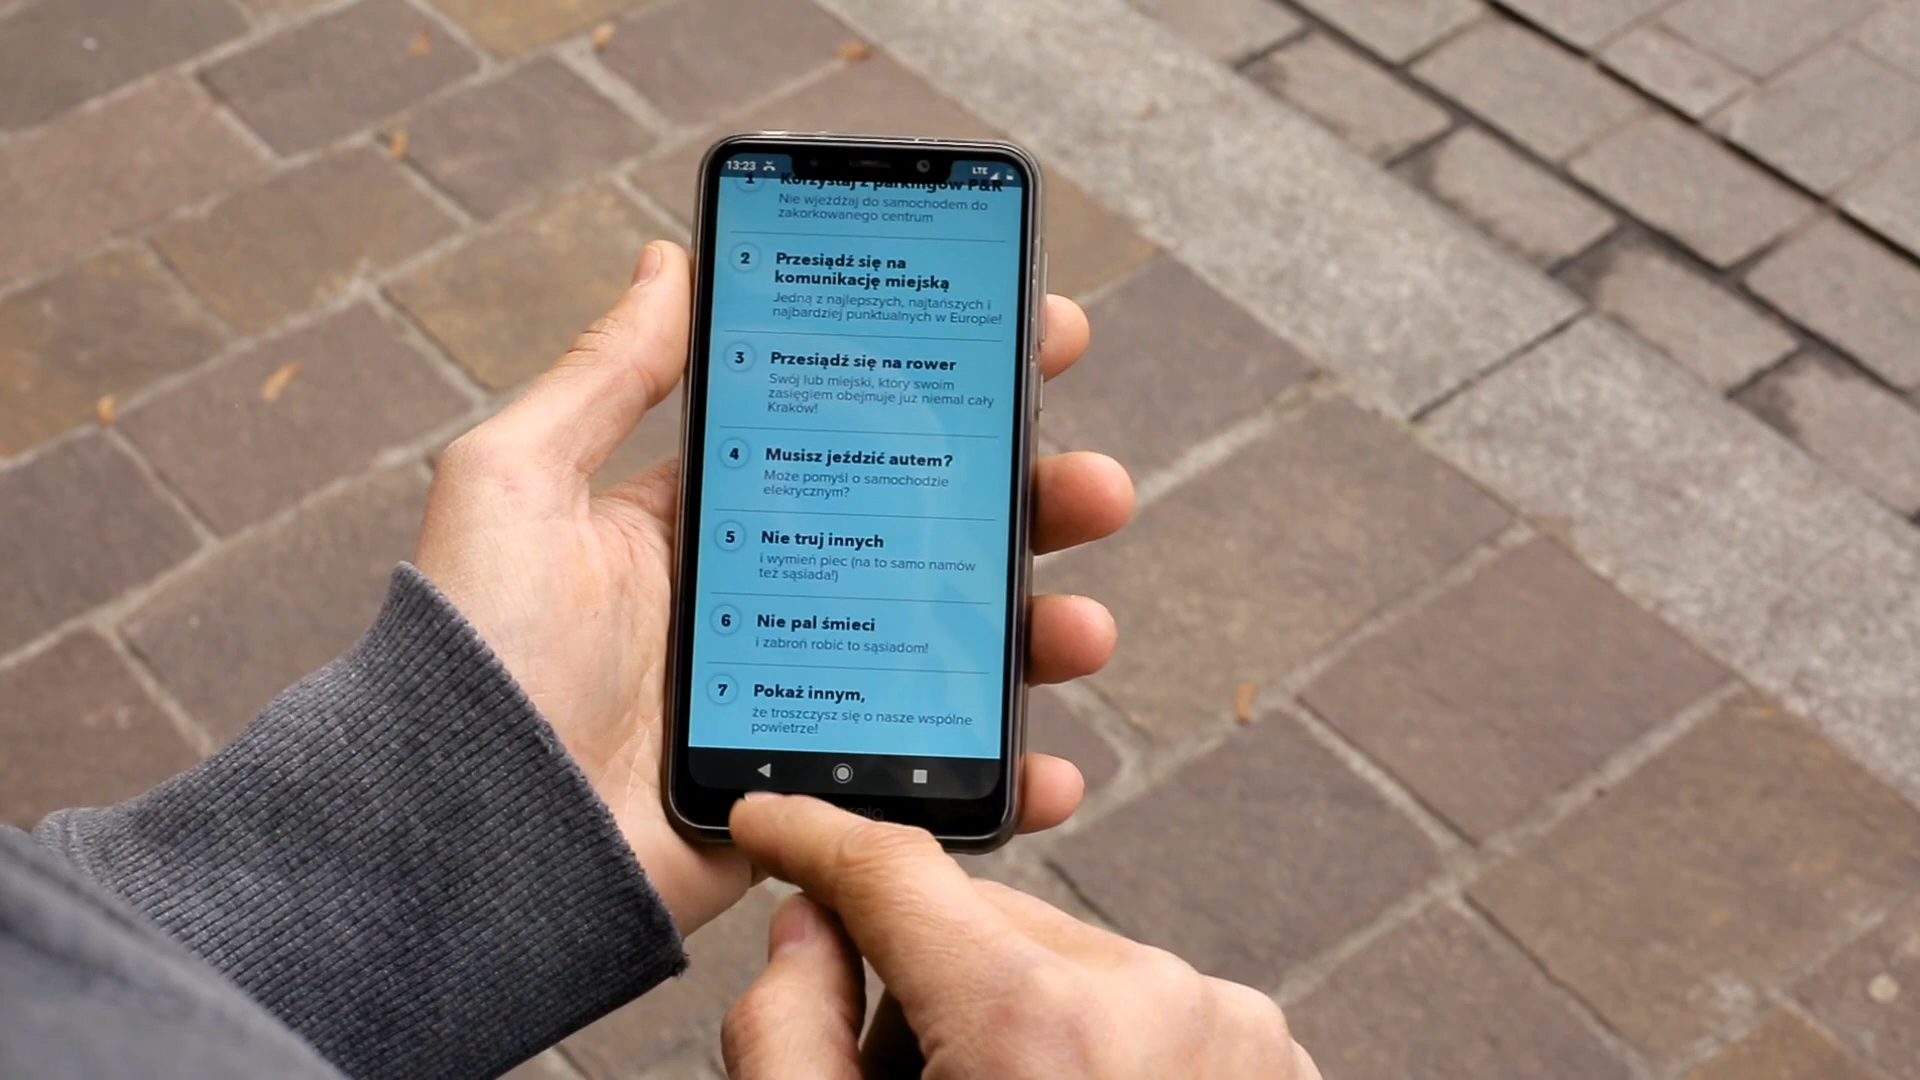 13:23
LTE
1 Korzystaj z parkingów P&R
Nie wjeżdżaj do samochodem do
zakorkowanego centrum
2 Przesiądź się na
komunikację miejską
Jedną z najlepszych, najtańszych i
najbardziej punktualnych w Europie!
3 Przesiądź się na rower
Swój lub miejski, który swoim
zasięgiem obejmuje już niemal cały
Kraków!
4 Musisz jeździć autem?
Może pomyśl o samochodzie
elekrycznym?
5 Nie truj innych
i wymień piec (na to samo namów
też sąsiada!)
6 Nie pal śmieci
i zabroń robić to sąsiadom!
7 Pokaż innym,
że troszczysz się o nasze wspólne
powietrze!